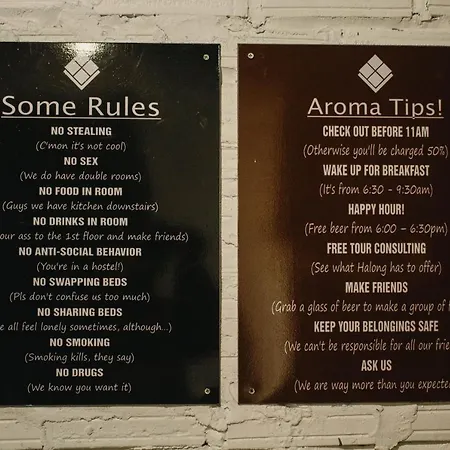 Some Rules
NO STEALING
(C'mon it's not cool)
NO SEX
(We do have double rooms)
NO FOOD IN ROOM
(Guys we have kitchen downstairs)
NO DRINKS IN ROOM
our ass to the 1st floor and make friends)
NO ANTI-SOCIAL BEHAVIOR
(You're in a hostel!)
NO SWAPPING BEDS
(Pls don't confuse us too much)
NO SHARING BEDS
e all feel lonely sometimes, although...)
NO SMOKING
(Smoking kills, they say)
NO DRUGS
(We know you want it)
Aroma Tips!
CHECK OUT BEFORE 11AM
(Otherwise you'll be charged 50%)
WAKE UP FOR BREAKFAST
(It's from 6:30 - 9:30am)
HAPPY HOUR!
(Free beer from 6:00 - 6:30pm)
FREE TOUR CONSULTING
(See what Halong has to offer)
MAKE FRIENDS
(Grab a glass of beer to make a group of
KEEP YOUR BELONGINGS SAFE
(We can't be responsible for all our frie
ASK US
(We are way more than you expected